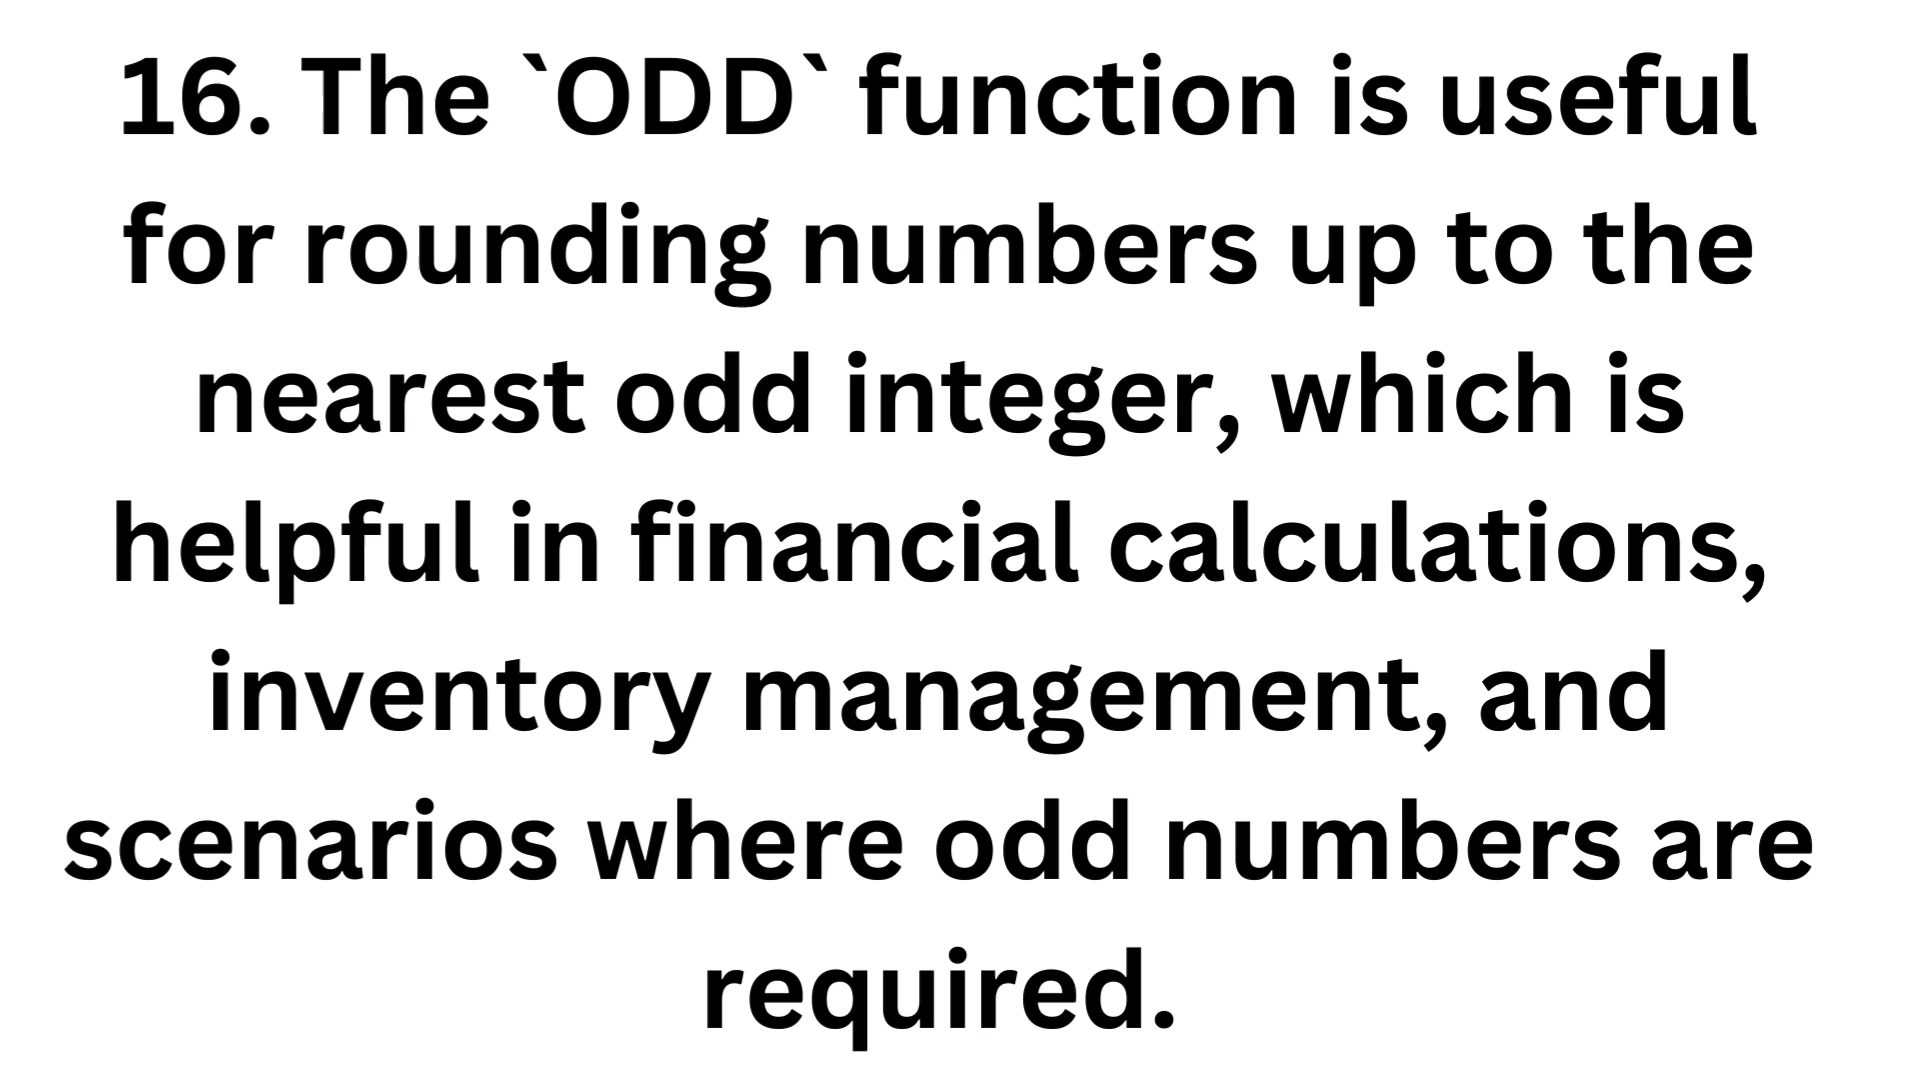 16. The `ODD` function is useful
for rounding numbers up to the
nearest odd integer, which is
helpful in financial calculations,
inventory management, and
scenarios where odd numbers are
required.